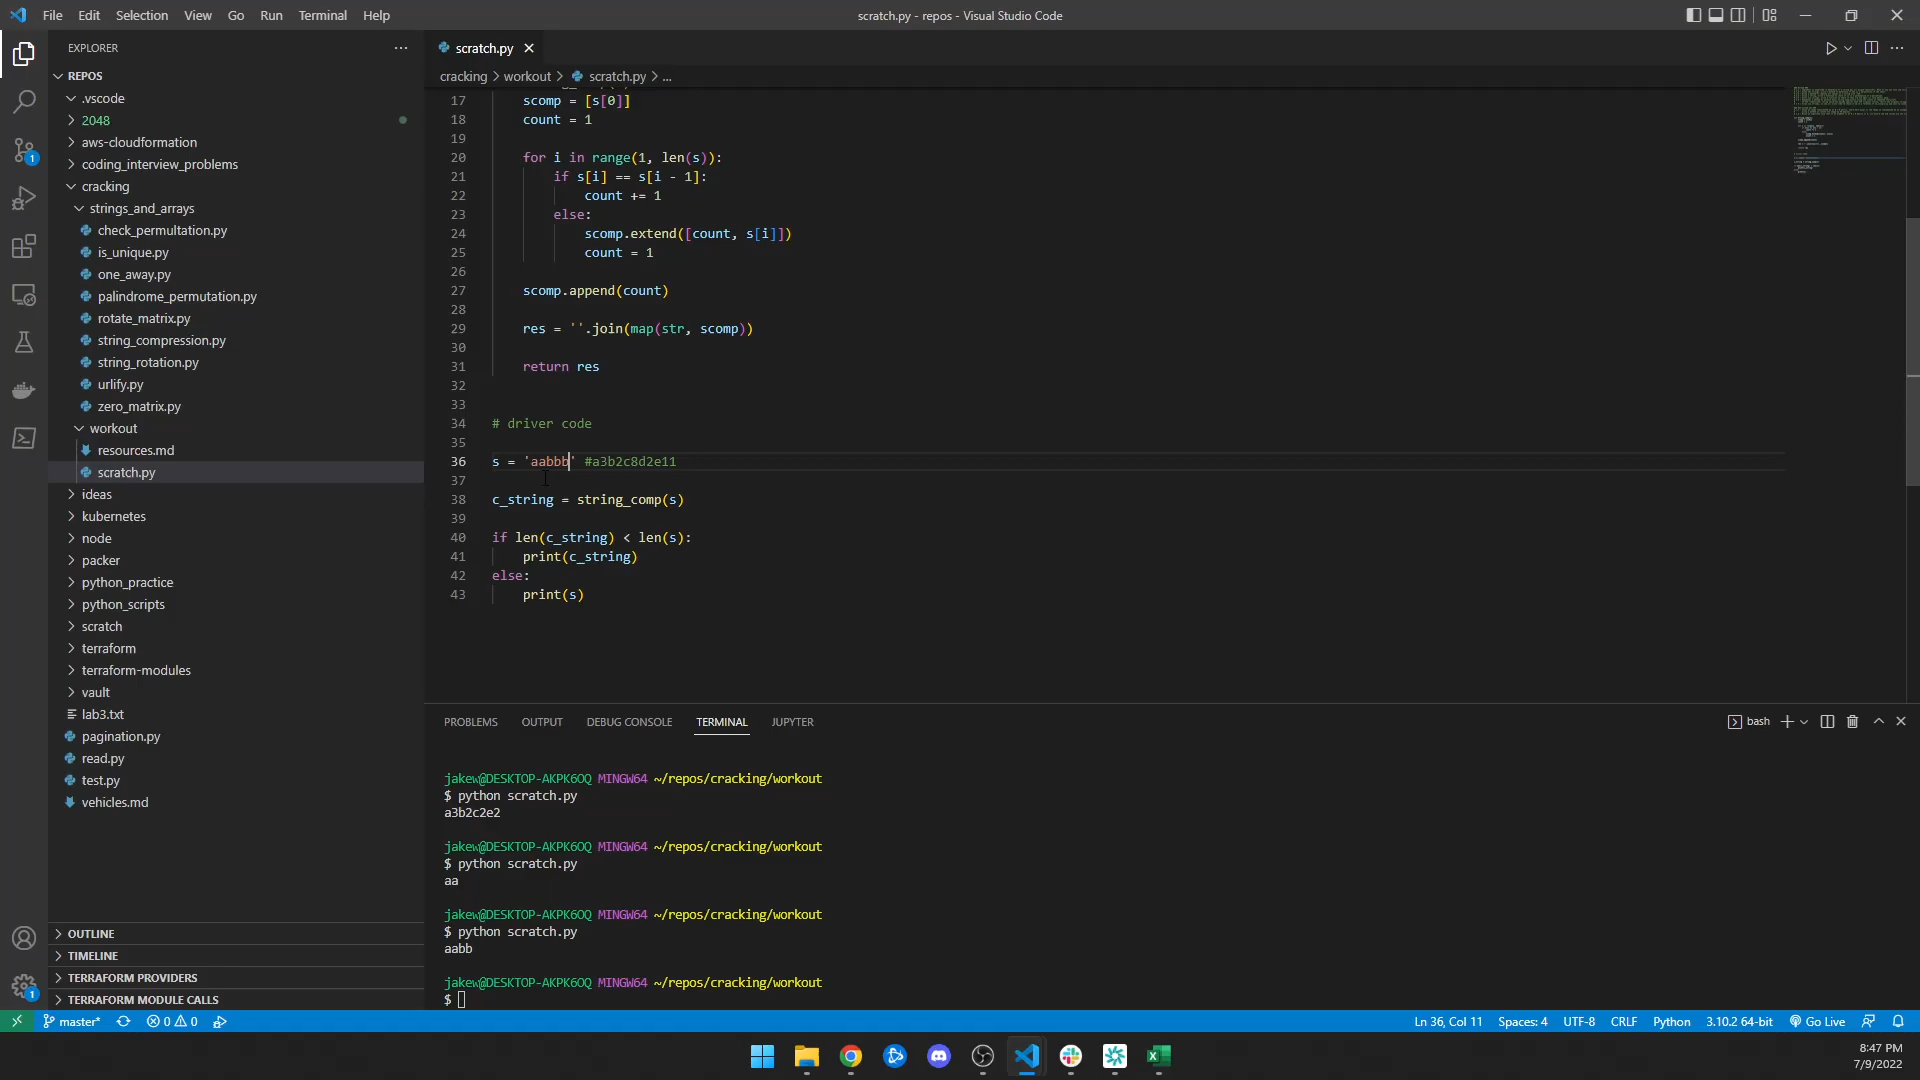 File Edit Selection View Go Run Terminal Help
scratch.py - repos - Visual Studio Code
EXPLORER
REPOS
.vscode
2048
aws-cloudformation
coding_interview_problems
cracking
strings_and_arrays
check_permultation.py
is_unique.py
one_away.py
palindrome_permutation.py
rotate_matrix.py
string_compression.py
string_rotation.py
urlify.py
zero_matrix.py
workout
resources.md
scratch.py
ideas
kubernetes
node
packer
python_practice
python_scripts
scratch
terraform
terraform-modules
vault
lab3.txt
pagination.py
read.py
test.py
vehicles.md
OUTLINE
TIMELINE
TERRAFORM PROVIDERS
TERRAFORM MODULE CALLS
1
1
scratch.py
cracking > workout > scratch.py > ...
17 scomp = [s[0]]
18 count = 1
19
20 for i in range(1, len(s)):
21 if s[i] == s[i - 1]:
22 count += 1
23 else:
24 scomp.extend([count, s[i]])
25 count = 1
26
27 scomp.append(count)
28
29 res = ''.join(map(str, scomp))
30
31 return res
32
33
34 # driver code
35
36 s = 'aabbb' #a3b2c8d2e11
37
38 c_string = string_comp(s)
39
40 if len(c_string) < len(s):
41 print(c_string)
42 else:
43 print(s)
PROBLEMS OUTPUT DEBUG CONSOLE TERMINAL JUPYTER
bash
jakew@DESKTOP-AKPK6OQ MINGW64 ~/repos/cracking/workout
$ python scratch.py
a3b2c2e2
jakew@DESKTOP-AKPK6OQ MINGW64 ~/repos/cracking/workout
$ python scratch.py
aa
jakew@DESKTOP-AKPK6OQ MINGW64 ~/repos/cracking/workout
$ python scratch.py
aabb
jakew@DESKTOP-AKPK6OQ MINGW64 ~/repos/cracking/workout
$
master* 0 0
Ln 36, Col 11 Spaces: 4 UTF-8 CRLF Python 3.10.2 64-bit Go Live
8:47 PM
7/9/2022